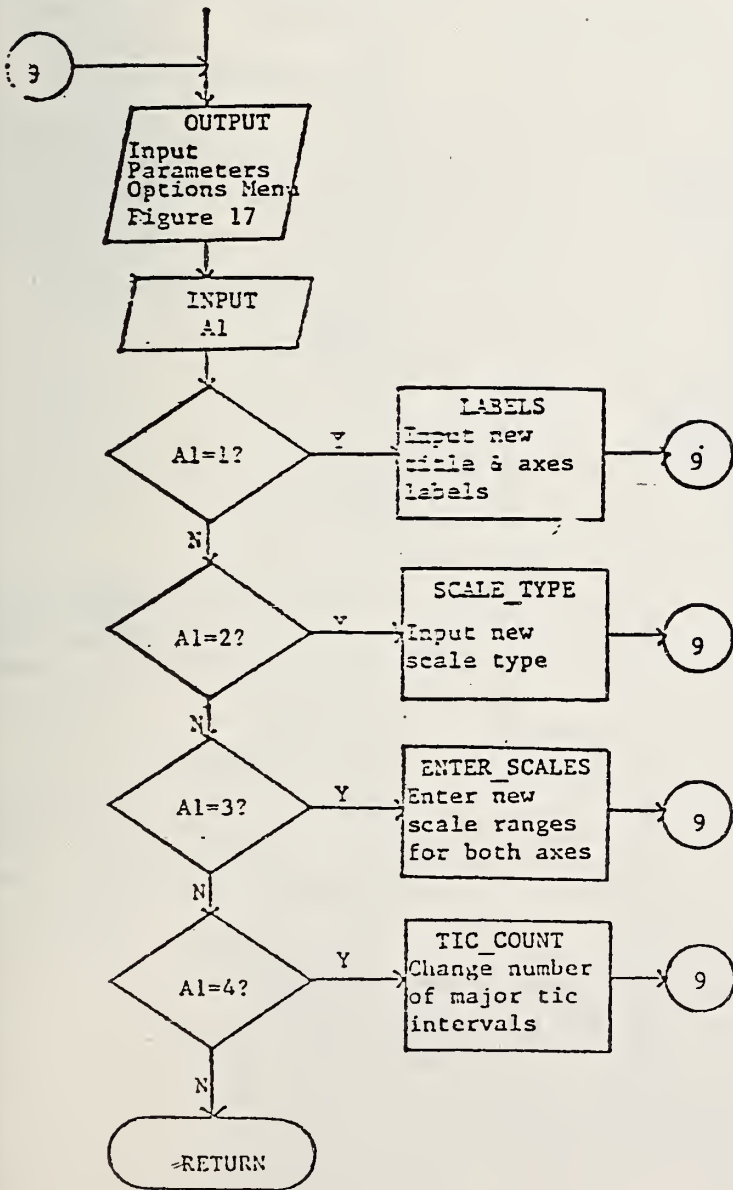 9
OUTPUT
Input
Parameters
Options Menu
Figure 17
INPUT
A1
A1=1?
Y
LABELS
Input new
title & axes
labels
9
N
A1=2?
Y
SCALE_TYPE
Input new
scale type
9
N
A1=3?
Y
ENTER_SCALES
Enter new
scale ranges
for both axes
9
N
A1=4?
Y
TIC_COUNT
Change number
of major tic
intervals
9
N
RETURN